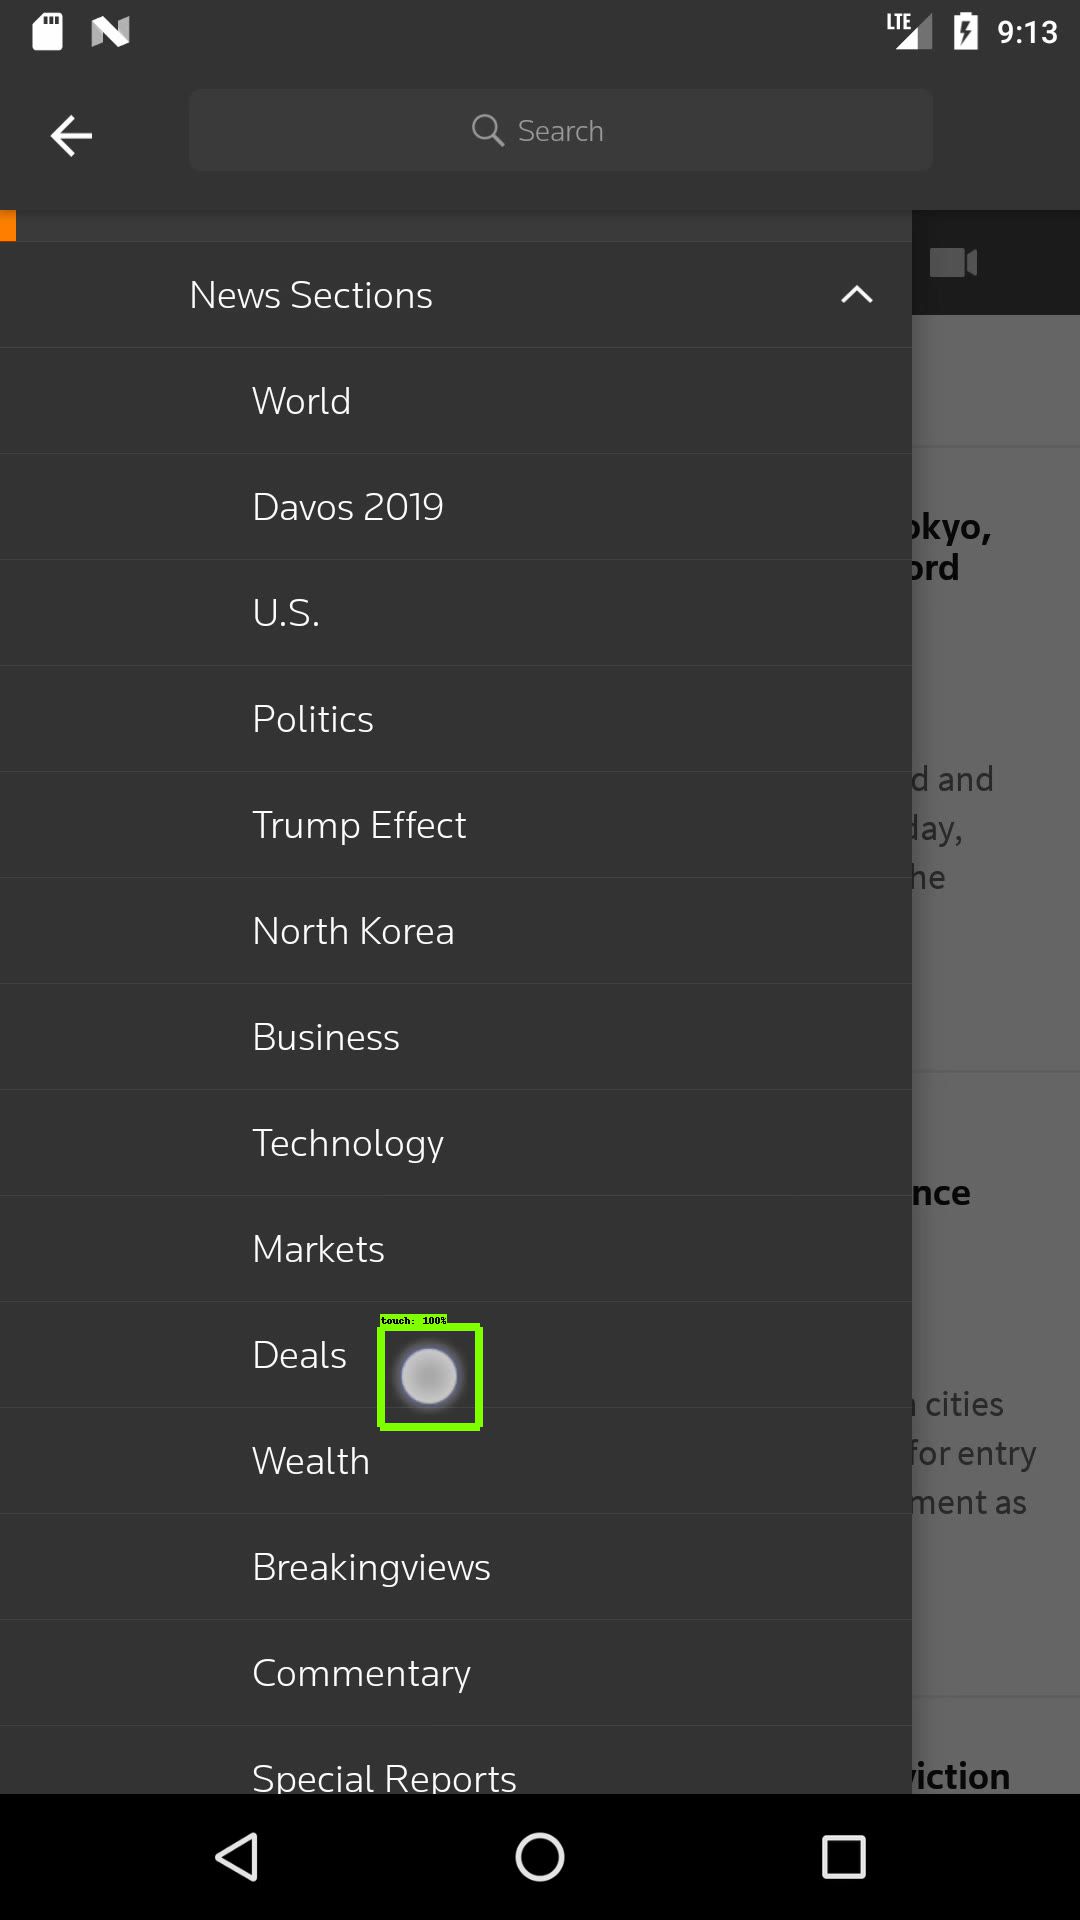 LTE 9:13
Search
News Sections
World
Davos 2019
okyo,
ord
U.S.
Politics
d and
Trump Effect
day,
he
North Korea
Business
Technology
nce
Markets
touch: 100%
Deals
cities
Wealth
for entry
ment as
Breakingviews
Commentary
Special Reports
viction